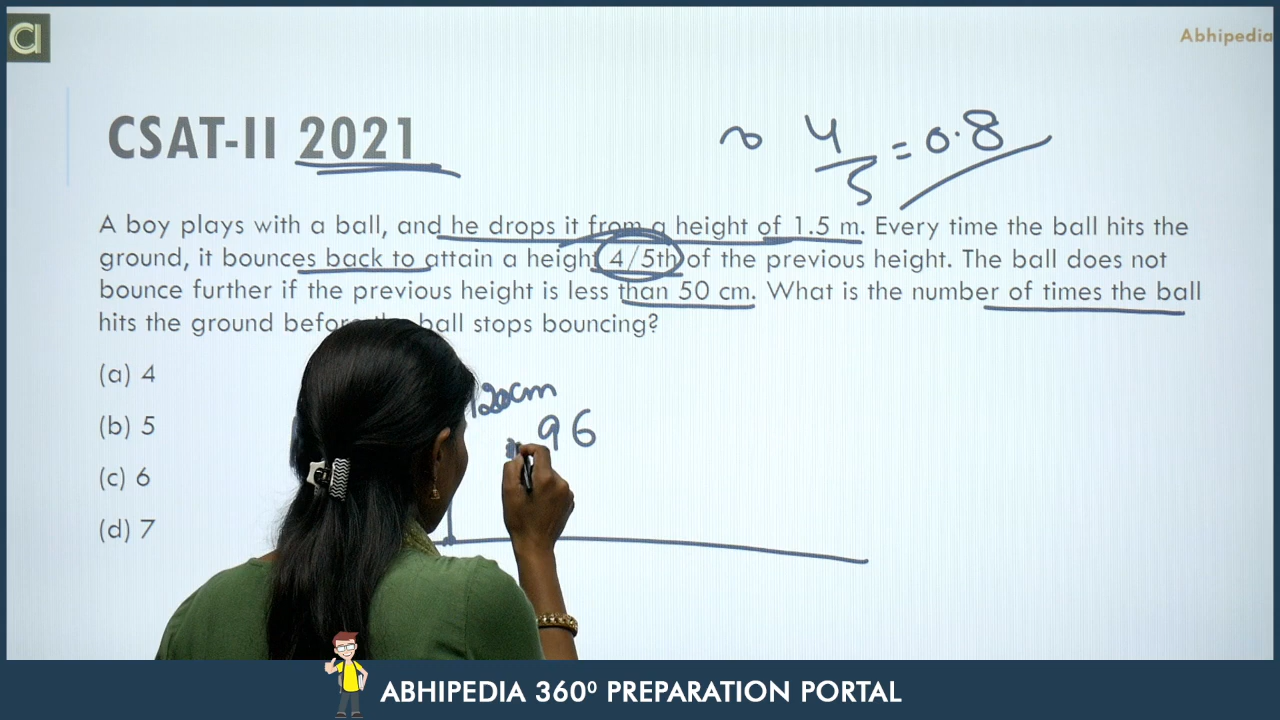 Abhipedia
CSAT-II 2021
4/5 = 0.8
A boy plays with a ball, and he drops it from a height of 1.5 m. Every time the ball hits the
ground, it bounces back to attain a height 4/5th of the previous height. The ball does not
bounce further if the previous height is less than 50 cm. What is the number of times the ball
hits the ground before ball stops bouncing?
(a) 4
120cm
(b) 5
96
(c) 6
(d) 7
ABHIPEDIA 360⁰ PREPARATION PORTAL